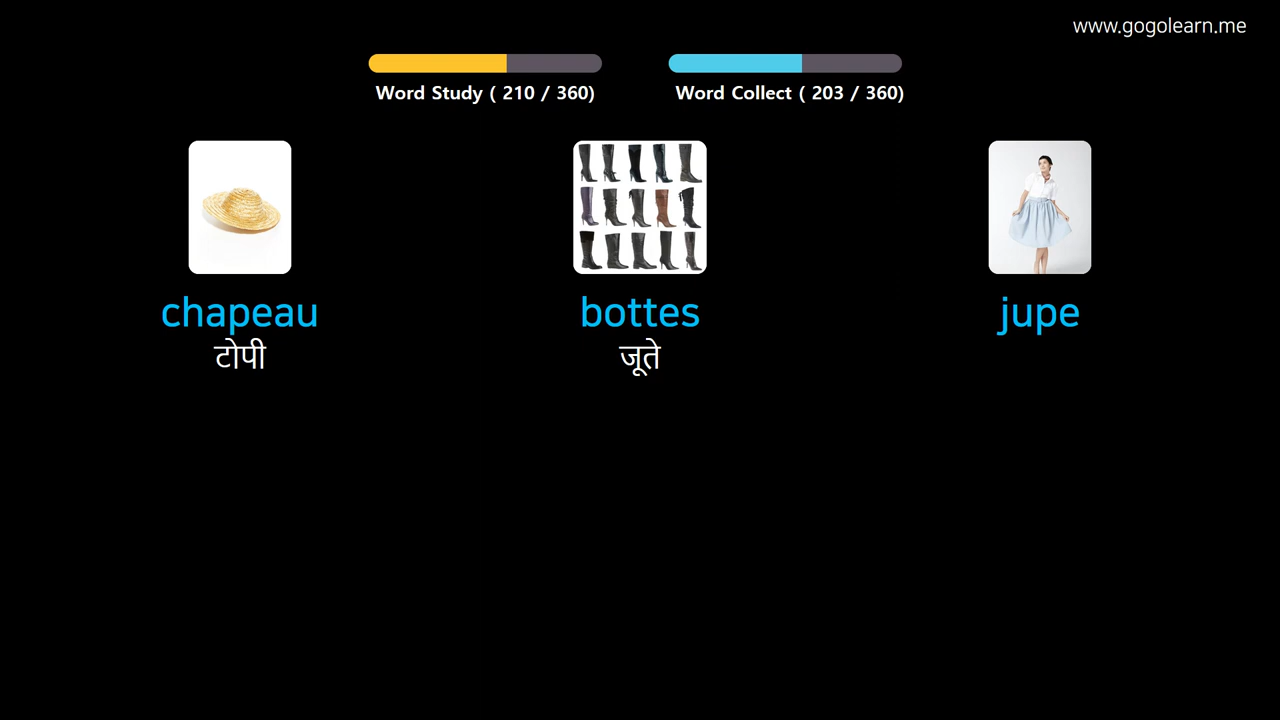 www.gogolearn.me
Word Study ( 210 / 360)
Word Collect ( 203 / 360)
chapeau
टोपी
bottes
जूते
jupe